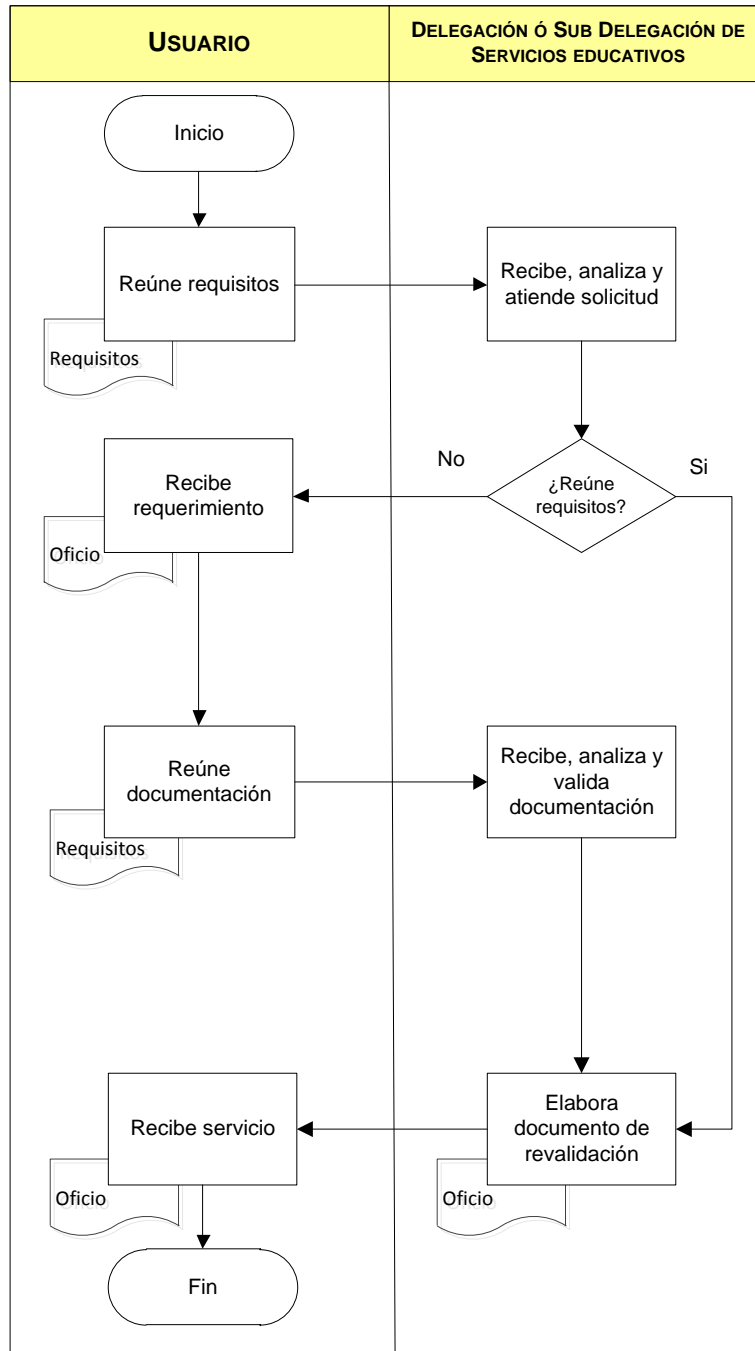 USUARIO
DELEGACIÓN Ó SUB DELEGACIÓN DE
SERVICIOS EDUCATIVOS
Inicio
Reúne requisitos
Requisitos
Recibe, analiza y
atiende solicitud
¿Reúne
requisitos?
No
Si
Recibe
requerimiento
Oficio
Reúne
documentación
Requisitos
Recibe, analiza y
valida
documentación
Elabora
documento de
revalidación
Oficio
Recibe servicio
Oficio
Fin